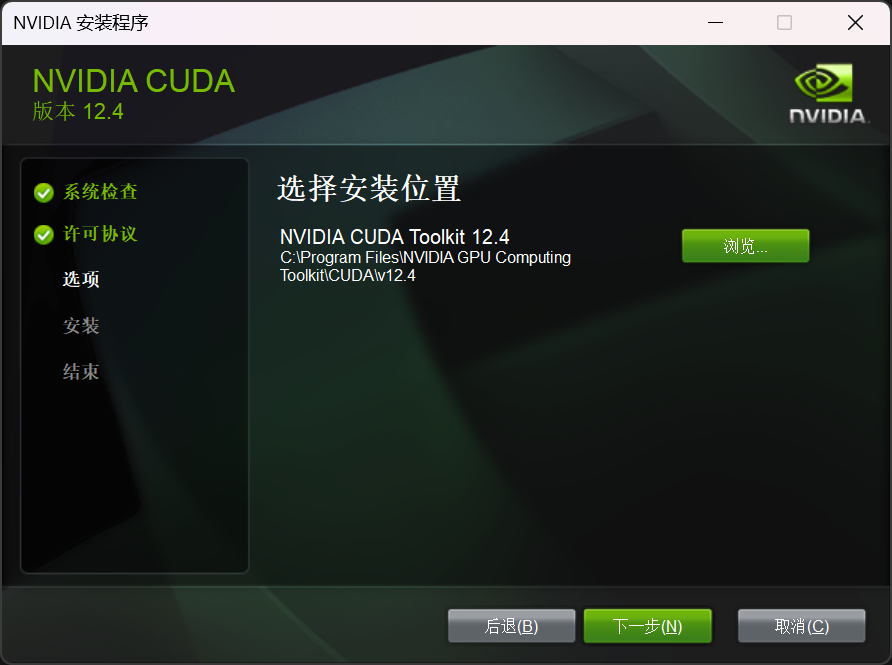 NVIDIA 安装程序
NVIDIA CUDA
版本 12.4
NVIDIA.
系统检查
许可协议
选项
安装
结束
选择安装位置
NVIDIA CUDA Toolkit 12.4
C:\Program Files\NVIDIA GPU Computing
Toolkit\CUDA\v12.4
浏览...
后退(B)
下一步(N)
取消(C)